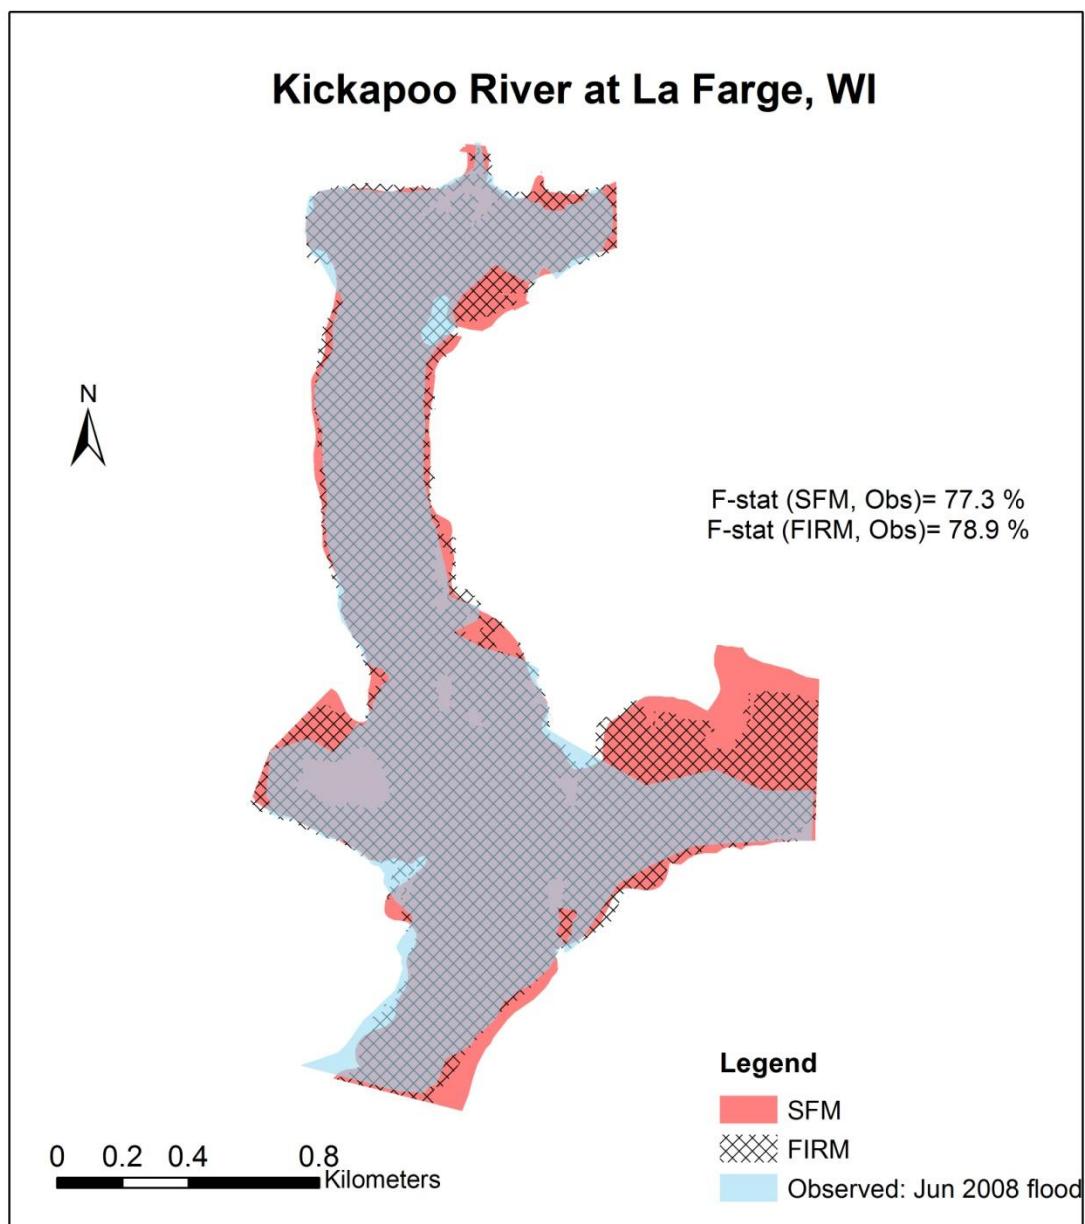 Kickapoo River at La Farge, WI
N
F-stat (SFM, Obs)= 77.3 %
F-stat (FIRM, Obs)= 78.9 %
Legend
SFM
FIRM
Observed: Jun 2008 flood
0 0.2 0.4 0.8
Kilometers